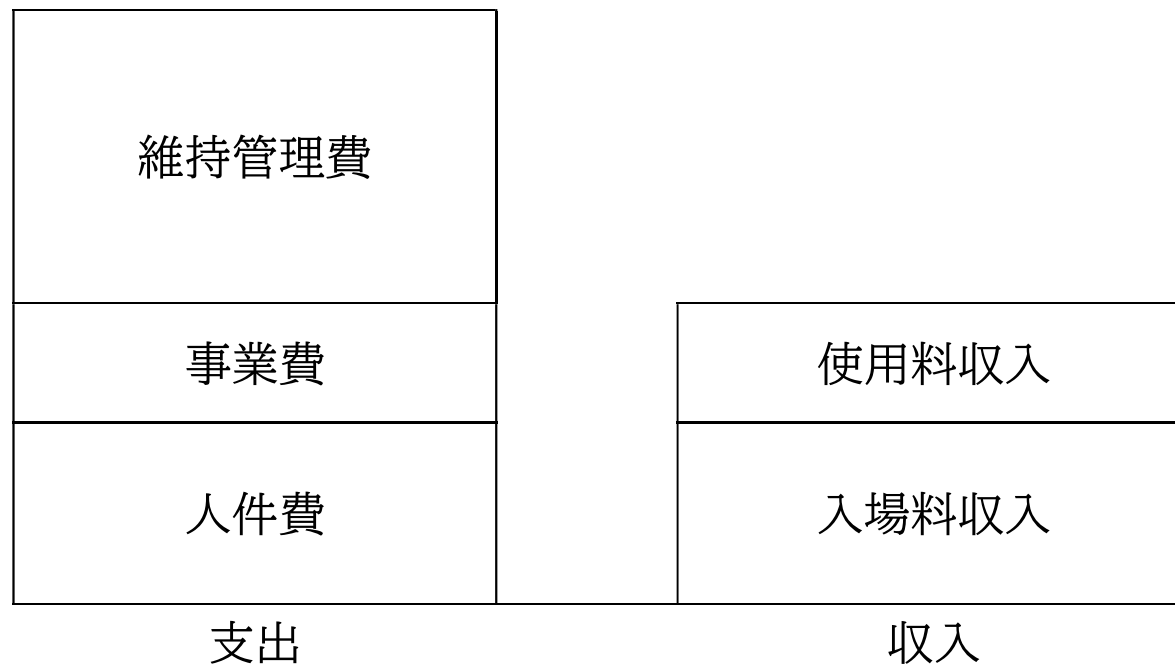 維持管理費
事業費
人件費
支出
使用料収入
入場料収入
収入